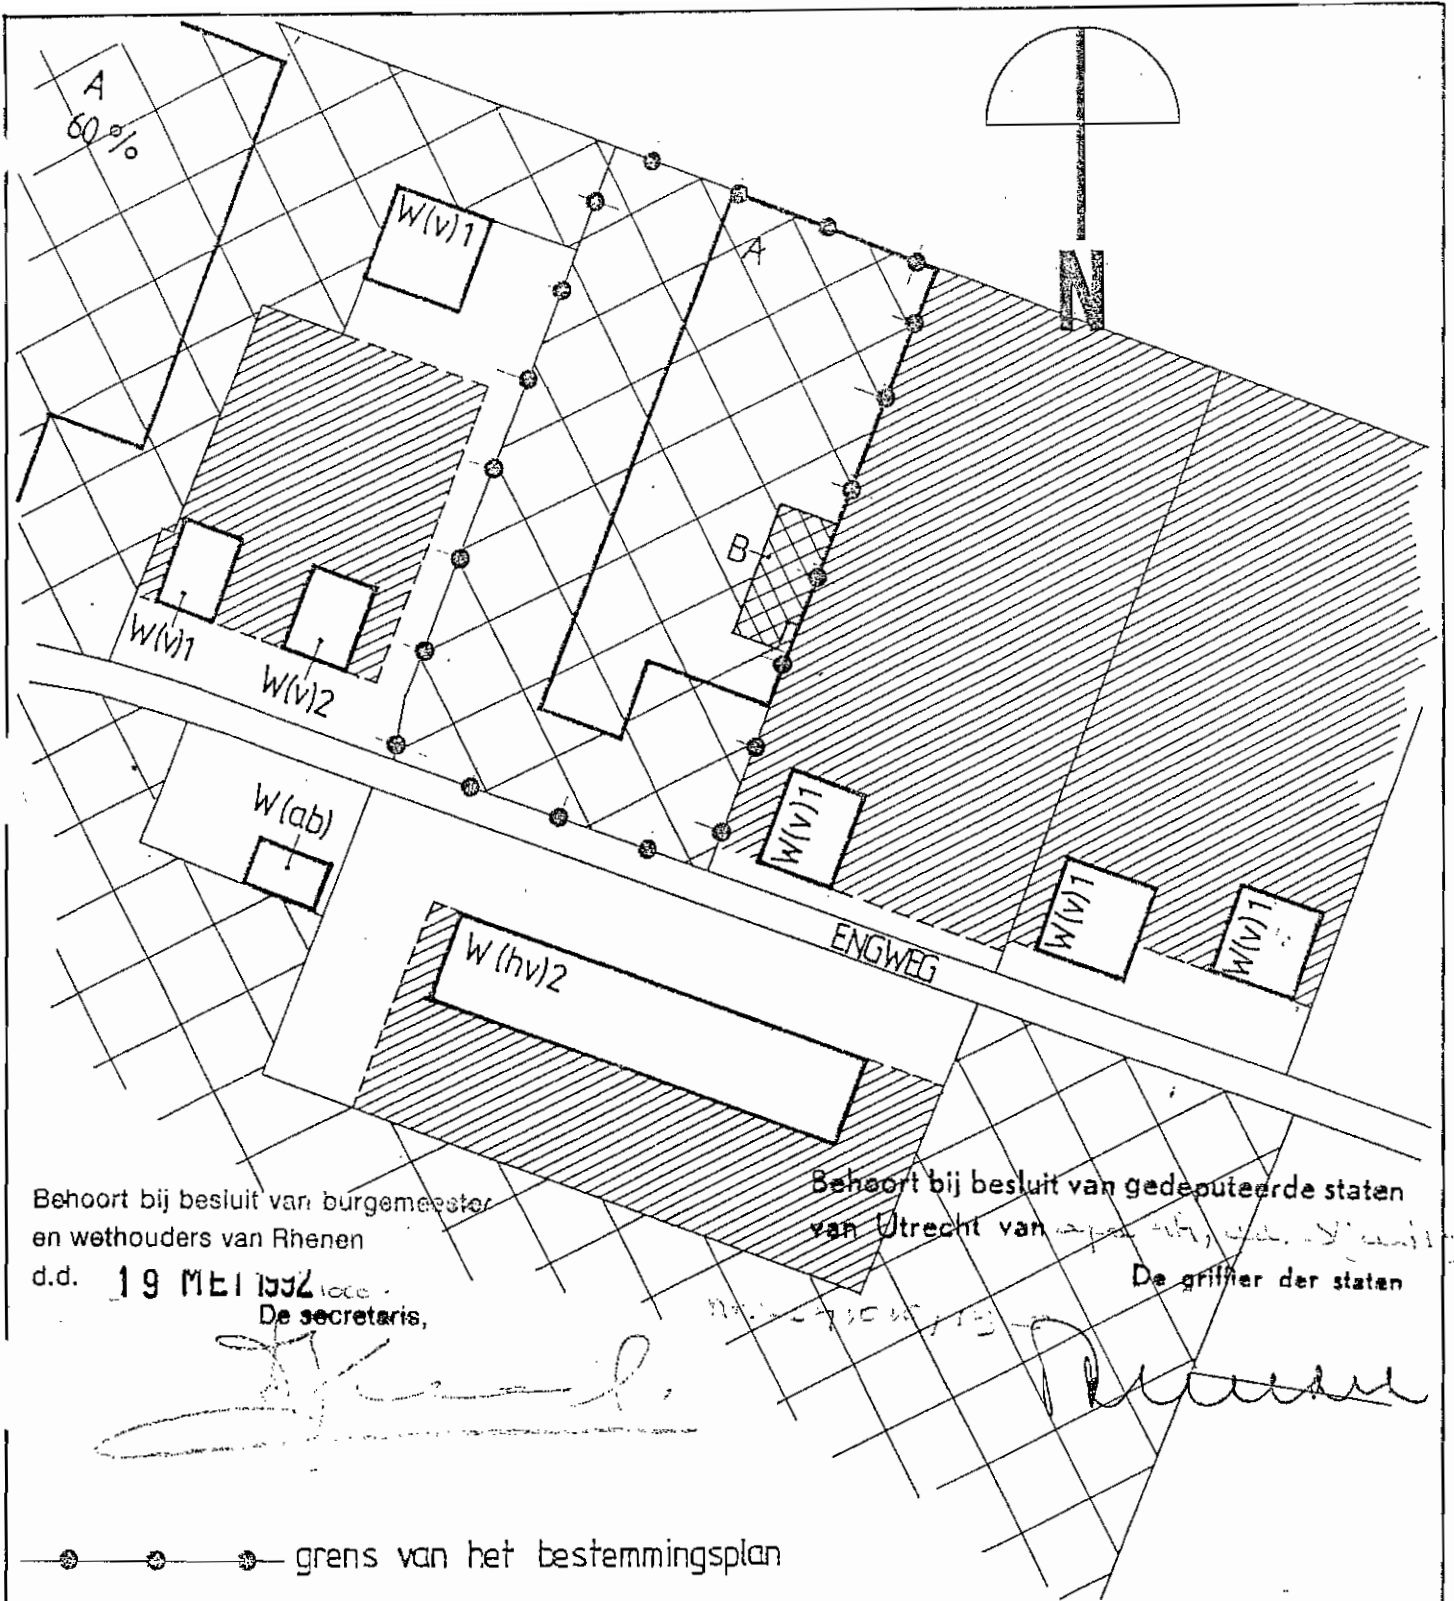 A
60 %
W(v)1
A
N
B
W(v)1
W(v)2
W(ab)
W(v)1
W(v)1
W(v)1
ENGWEG
W(hv)2
Behoort bij besluit van burgemeester
en wethouders van Rhenen
d.d. 19 MEI 1992
De secretaris,
Behoort bij besluit van gedeputeerde staten
van Utrecht van
De griffier der staten
grens van het bestemmingsplan